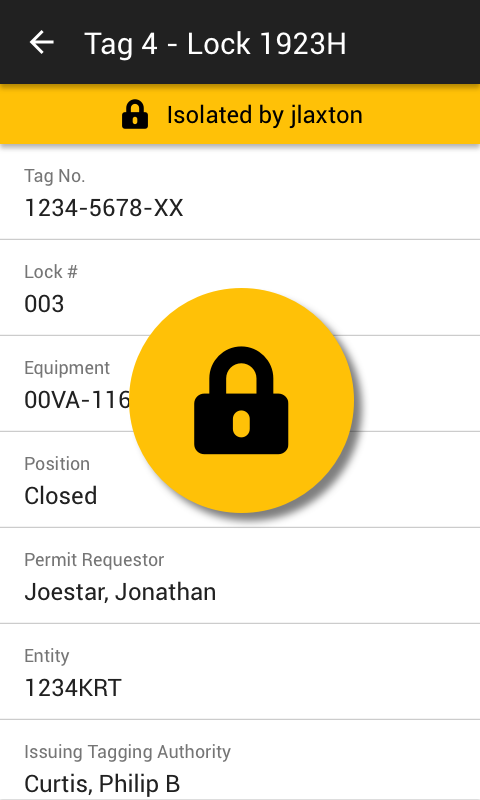 Tag 4 - Lock 1923H
Isolated by jlaxton
Tag No.
1234-5678-XX
Lock #
003
Equipment
00VA-116
Position
Closed
Permit Requestor
Joestar, Jonathan
Entity
1234KRT
Issuing Tagging Authority
Curtis, Philip B